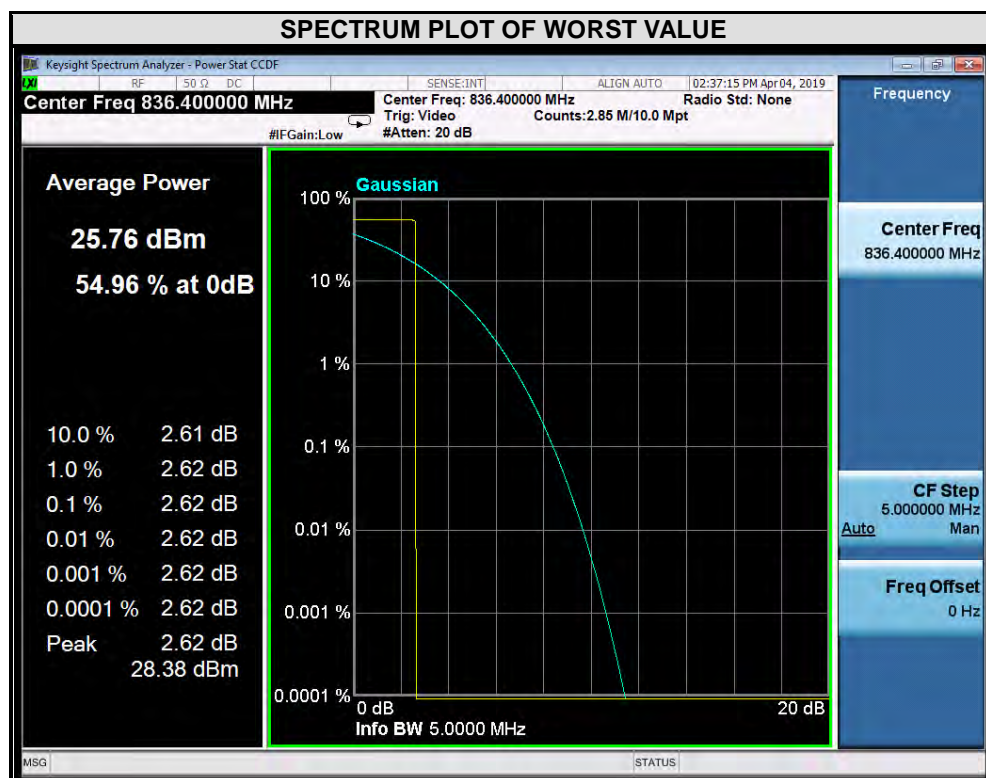 SPECTRUM PLOT OF WORST VALUE
Keysight Spectrum Analyzer - Power Stat CCDF
LXI RF 50 Ω DC SENSE:INT ALIGN AUTO 02:37:15 PM Apr 04, 2019
Center Freq 836.400000 MHz
Center Freq: 836.400000 MHz Radio Std: None
Trig: Video Counts:2.85 M/10.0 Mpt
#IFGain:Low #Atten: 20 dB
Frequency
Average Power
25.76 dBm
54.96 % at 0dB
10.0 % 2.61 dB
1.0 % 2.62 dB
0.1 % 2.62 dB
0.01 % 2.62 dB
0.001 % 2.62 dB
0.0001 % 2.62 dB
Peak 2.62 dB
28.38 dBm
Gaussian
100 %
10 %
1 %
0.1 %
0.01 %
0.001 %
0.0001 %
0 dB 20 dB
Info BW 5.0000 MHz
Center Freq
836.400000 MHz
CF Step
5.000000 MHz
Auto Man
Freq Offset
0 Hz
MSG STATUS